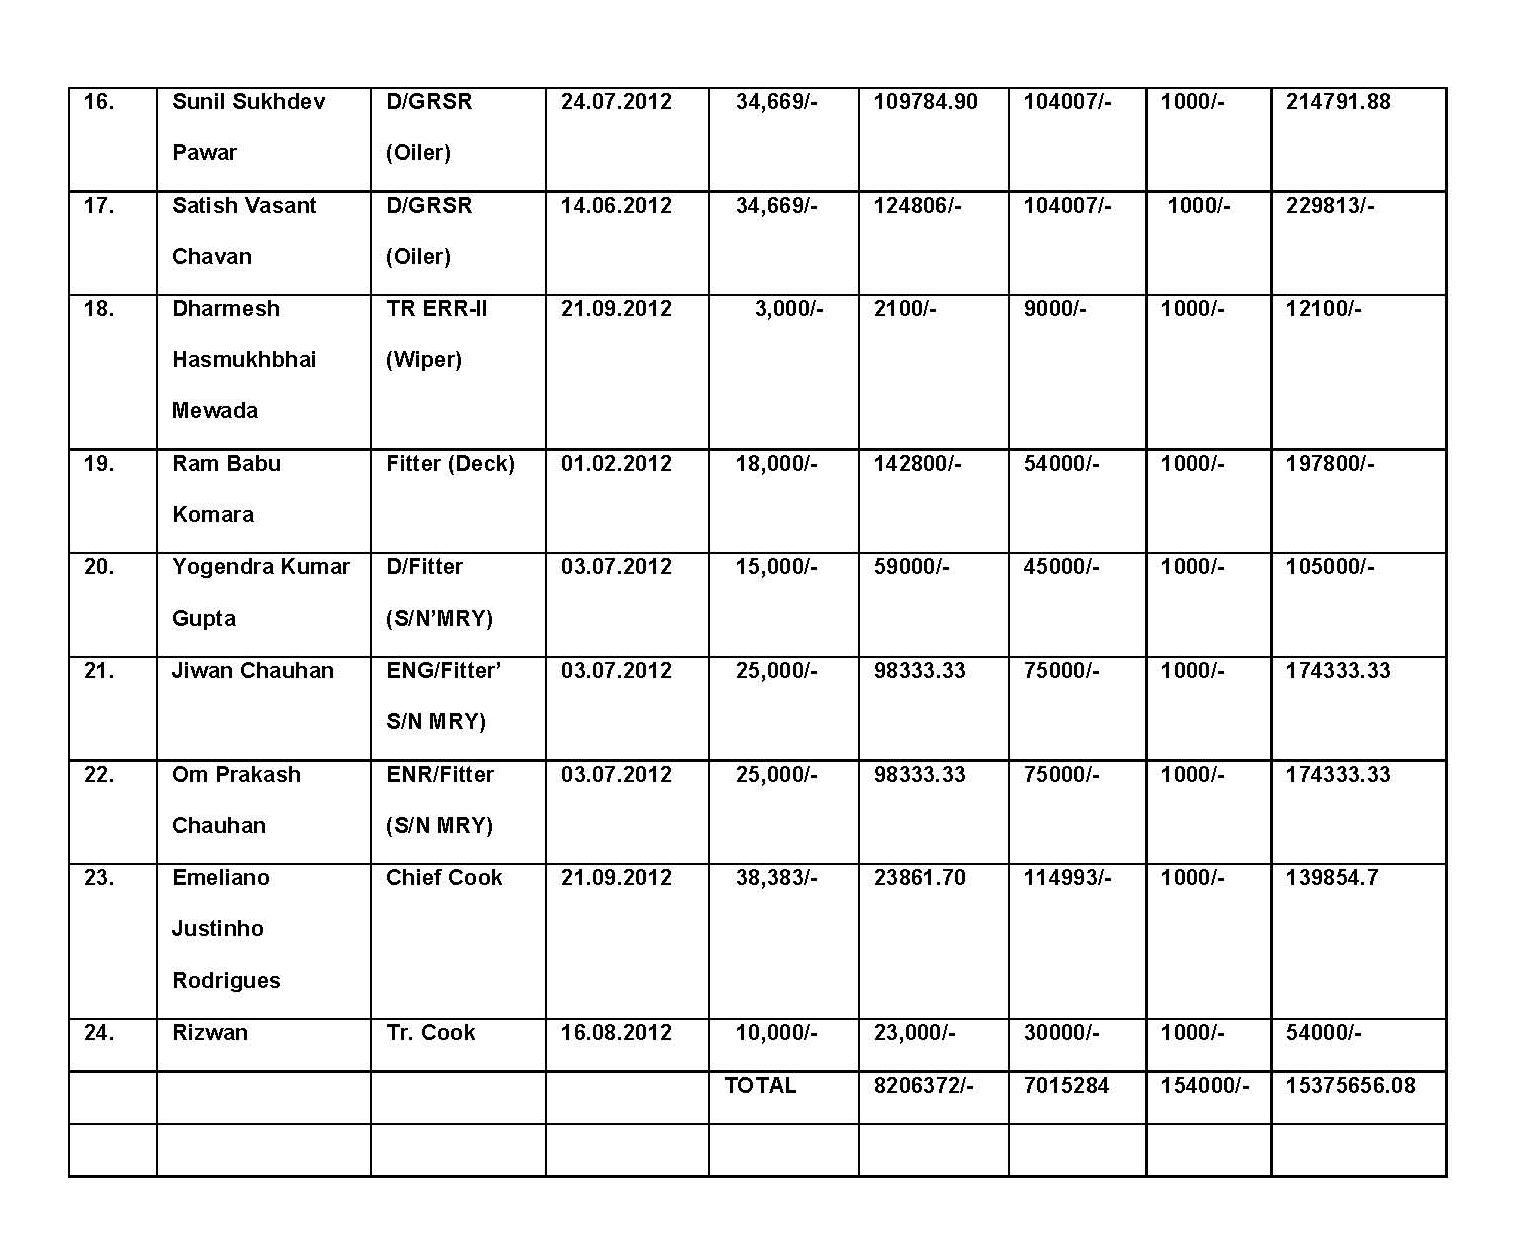 16. Sunil Sukhdev D/GRSR 24.07.2012 34,669/- 109784.90 104007/- 1000/- 214791.88
Pawar (Oiler)
17. Satish Vasant D/GRSR 14.06.2012 34,669/- 124806/- 104007/- 1000/- 229813/-
Chavan (Oiler)
18. Dharmesh TR ERR-II 21.09.2012 3,000/- 2100/- 9000/- 1000/- 12100/-
Hasmukhbhai (Wiper)
Mewada
19. Ram Babu Fitter (Deck) 01.02.2012 18,000/- 142800/- 54000/- 1000/- 197800/-
Komara
20. Yogendra Kumar D/Fitter 03.07.2012 15,000/- 59000/- 45000/- 1000/- 105000/-
Gupta (S/N’MRY)
21. Jiwan Chauhan ENG/Fitter’ 03.07.2012 25,000/- 98333.33 75000/- 1000/- 174333.33
S/N MRY)
22. Om Prakash ENR/Fitter 03.07.2012 25,000/- 98333.33 75000/- 1000/- 174333.33
Chauhan (S/N MRY)
23. Emeliano Chief Cook 21.09.2012 38,383/- 23861.70 114993/- 1000/- 139854.7
Justinho
Rodrigues
24. Rizwan Tr. Cook 16.08.2012 10,000/- 23,000/- 30000/- 1000/- 54000/-
TOTAL 8206372/- 7015284 154000/- 15375656.08